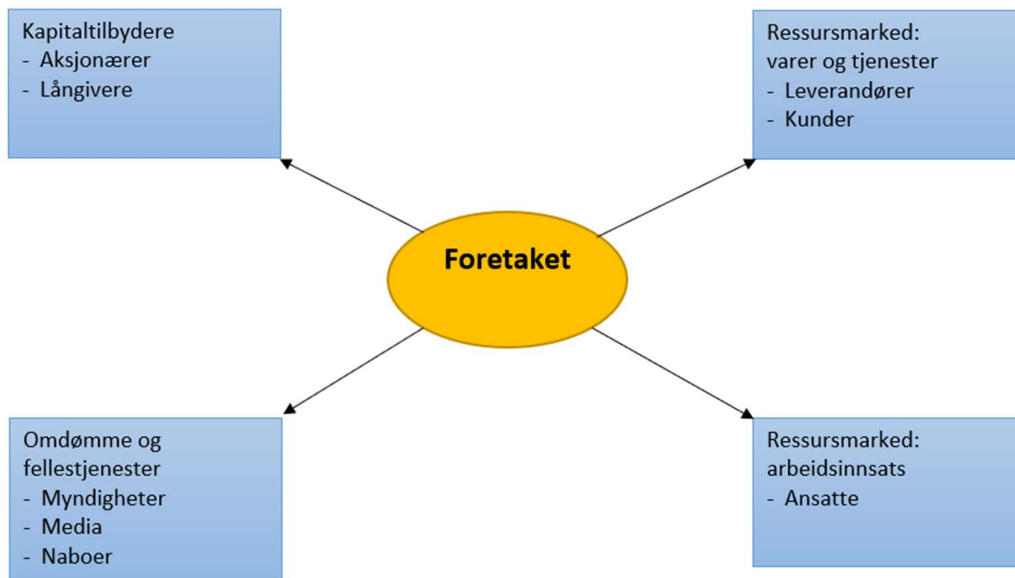 Kapitaltilbydere
- Aksjonærer
- Långivere
Ressursmarked:
varer og tjenester
- Leverandører
- Kunder
Foretaket
Omdømme og
fellestjenester
- Myndigheter
- Media
- Naboer
Ressursmarked:
arbeidsinnsats
- Ansatte